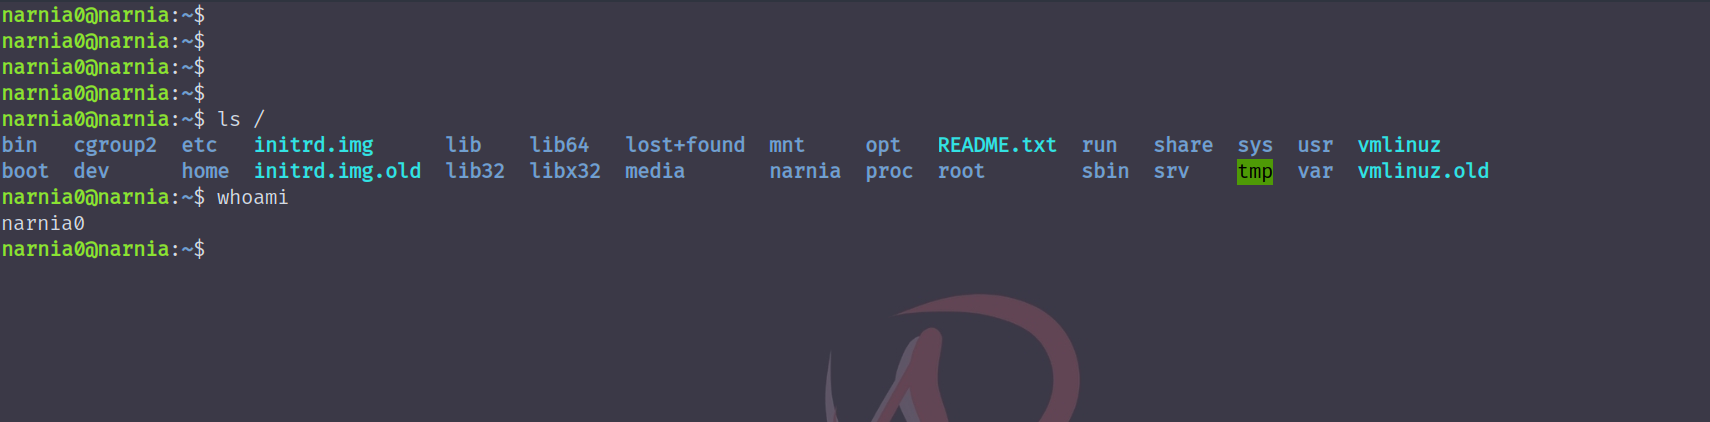 narnia0@narnia:~$
narnia0@narnia:~$
narnia0@narnia:~$
narnia0@narnia:~$
narnia0@narnia:~$ ls /
bin cgroup2 etc initrd.img lib lib64 lost+found mnt opt README.txt run share sys usr vmlinuz
boot dev home initrd.img.old lib32 libx32 media narnia proc root sbin srv tmp var vmlinuz.old
narnia0@narnia:~$ whoami
narnia0
narnia0@narnia:~$